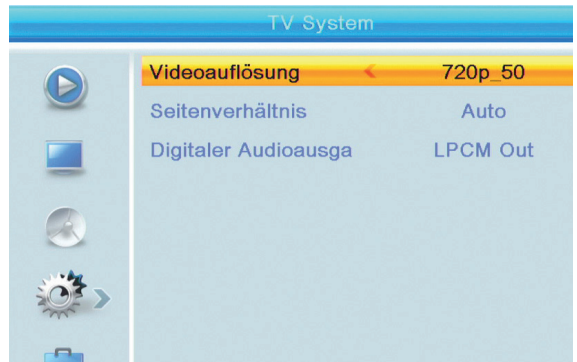 TV System
Videoauflösung 720p_50
Seitenverhältnis Auto
Digitaler Audioausga LPCM Out